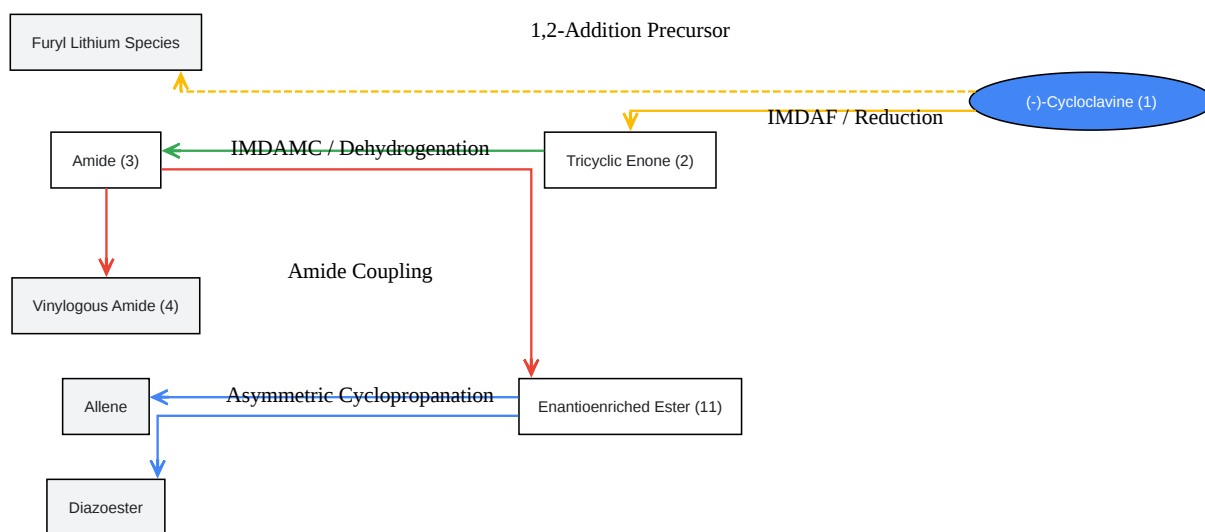 1,2-Addition Precursor
Furyl Lithium Species
(-)-Cycloclavine (1)
IMDAF / Reduction
Amide (3)
IMDAMC / Dehydrogenation
Tricyclic Enone (2)
Amide Coupling
Vinylogous Amide (4)
Allene
Asymmetric Cyclopropanation
Enantioenriched Ester (11)
Diazoester